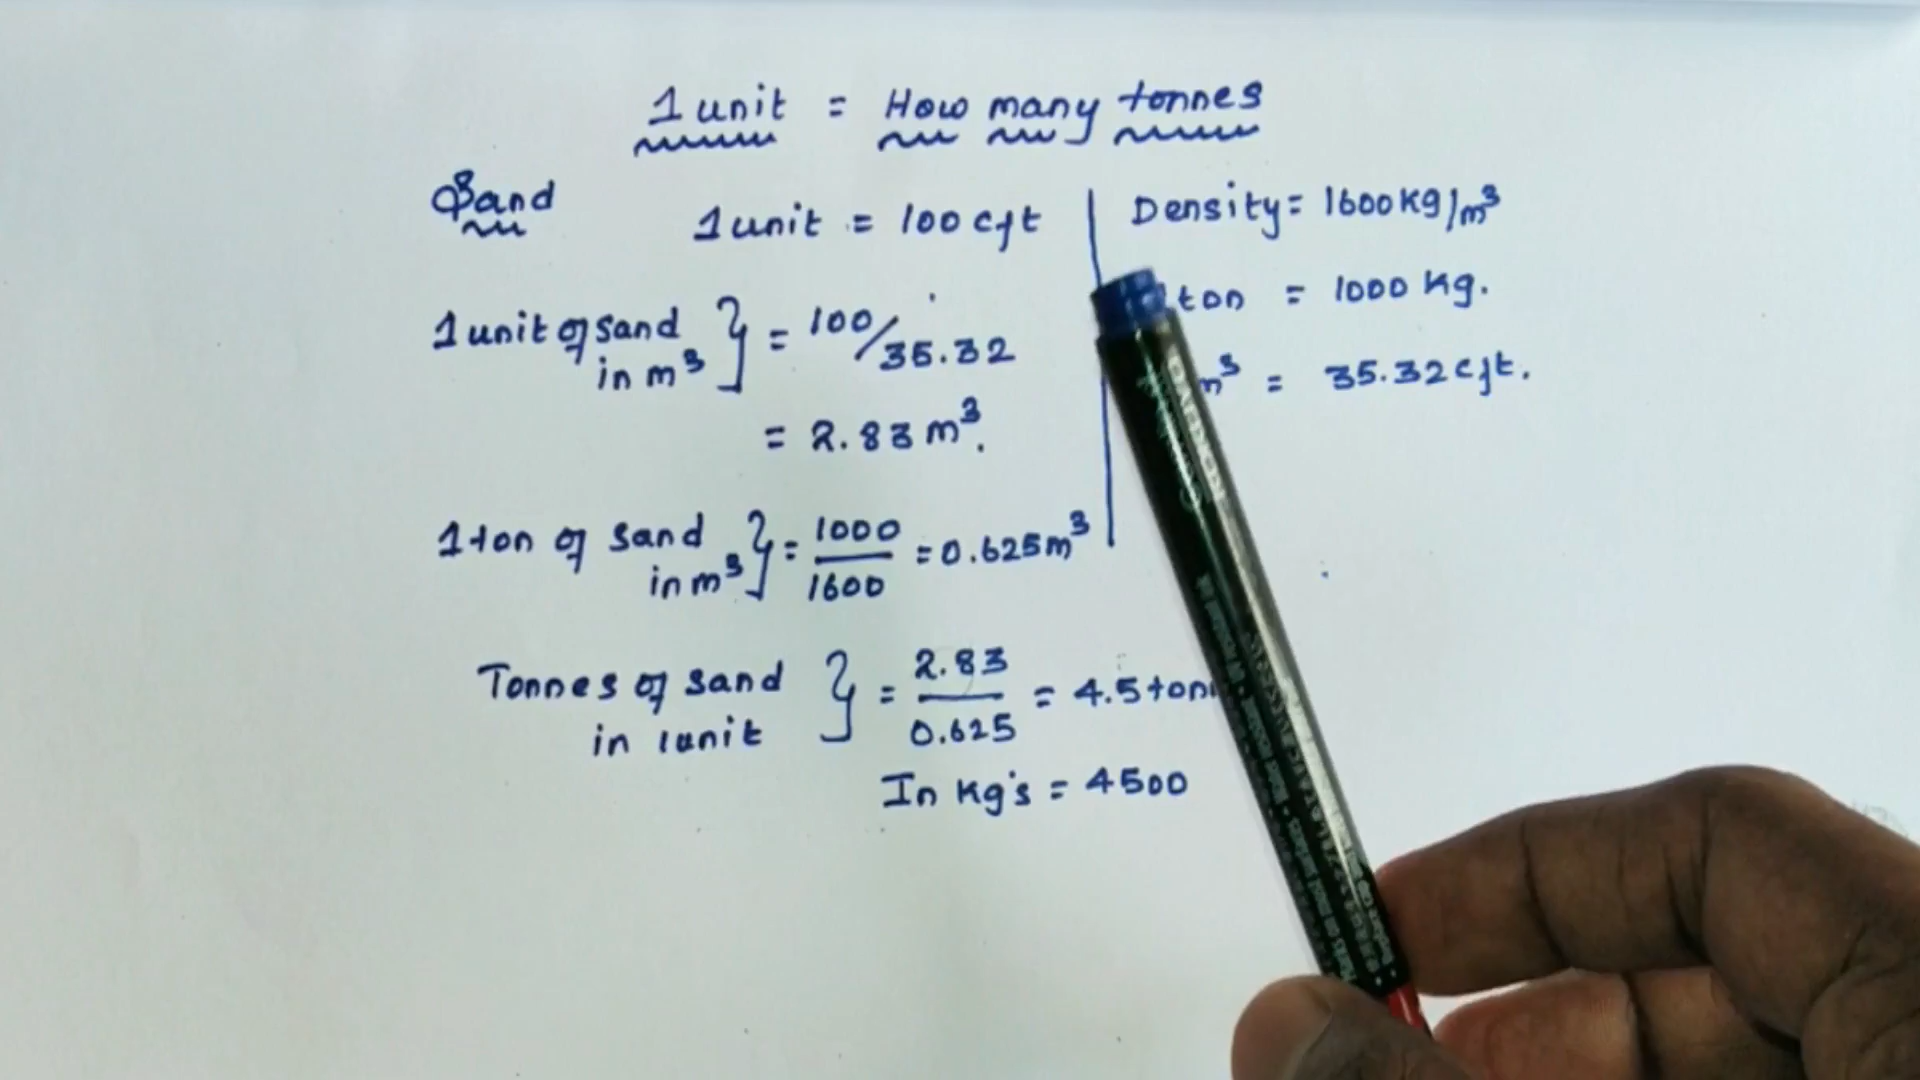 1 unit = How many tonnes
Sand
1 unit = 100 cft
Density = 1600 kg/m³
ton = 1000 kg.
m³ = 35.32 cft.
1 unit of sand in m³ } = 100/35.32
= 2.83 m³.
1 ton of sand in m³ } = 1000/1600 = 0.625 m³
Tonnes of sand in 1 unit } = 2.83/0.625 = 4.5 ton
In kg's = 4500